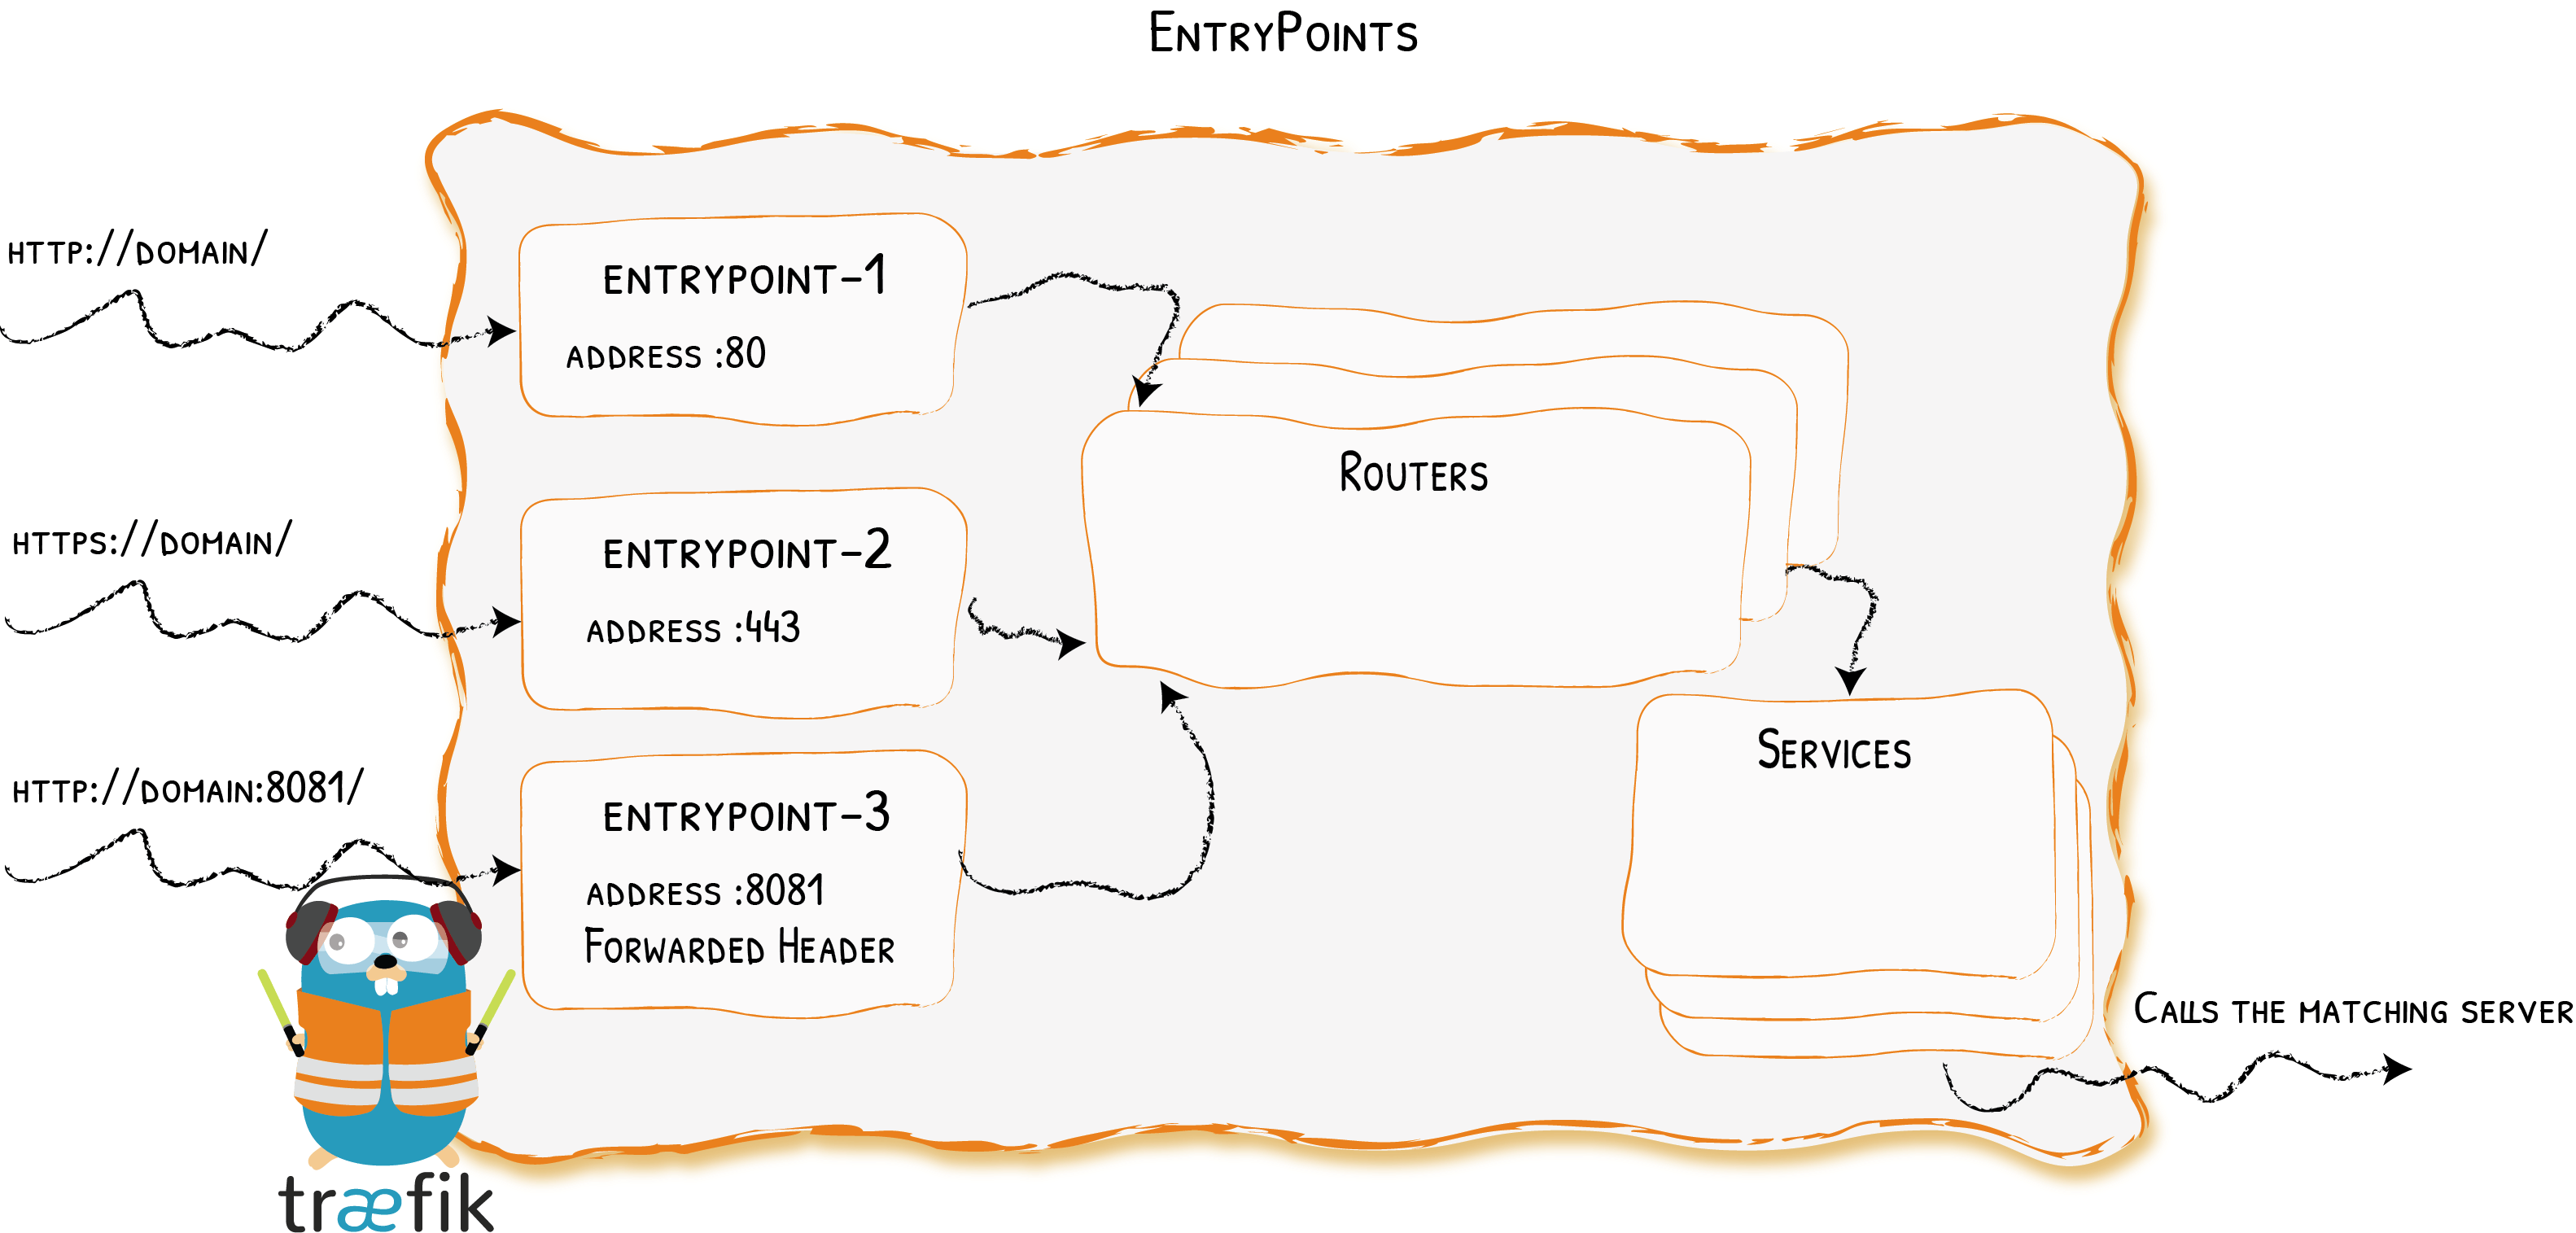 EntryPoints
http://domain/
entrypoint-1
address :80
Routers
https://domain/
entrypoint-2
address :443
Services
http://domain:8081/
entrypoint-3
address :8081
Forwarded Header
Calls the matching server
træfik